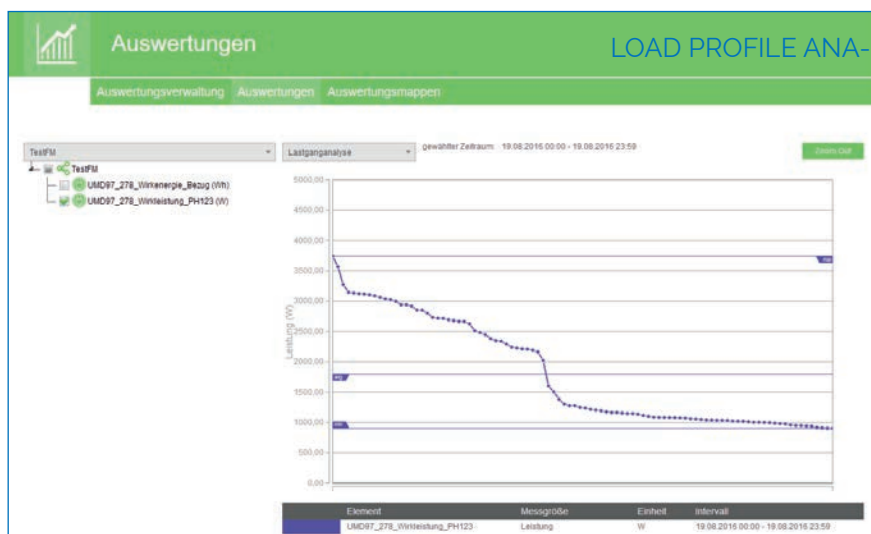 Auswertungen
LOAD PROFILE ANA-
Auswertungsverwaltung Auswertungen Auswertungsmappen
TestFM
Lastganganalyse
gewählter Zeitraum: 19.08.2016 00:00 - 19.08.2016 23:59
Zoom Out
TestFM
UMD97_278_Wirkenergie_Bezug (Wh)
UMD97_278_Wirkleistung_PH123 (W)
5000,00
4500,00
4000,00
3500,00
3000,00
2500,00
2000,00
1500,00
1000,00
500,00
0,00
Leistung (W)
Element Messgröße Einheit Intervall
UMD97_278_Wirkleistung_PH123 Leistung W 19.08.2016 00:00 - 19.08.2016 23:59